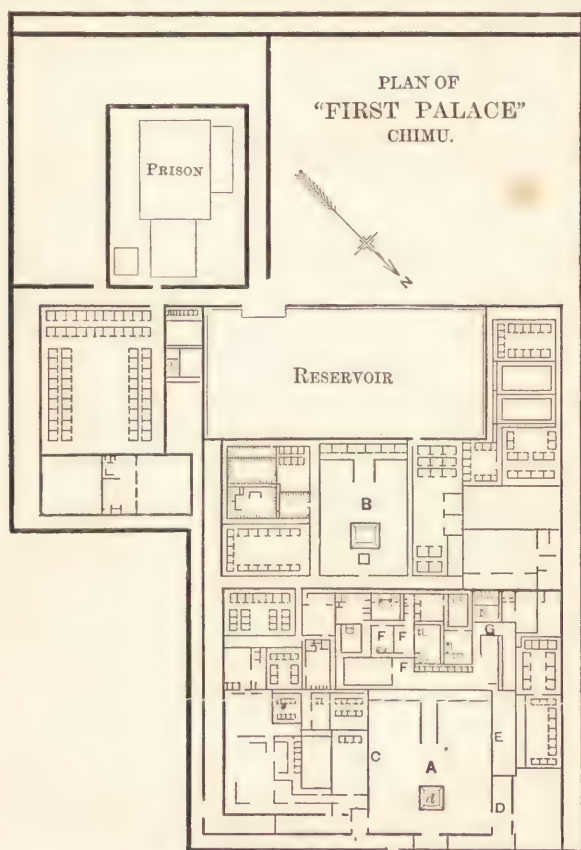 PLAN OF
"FIRST PALACE"
CHIMU.
PRISON
N
RESERVOIR
B
G
F F
F
E
C
A
d
D